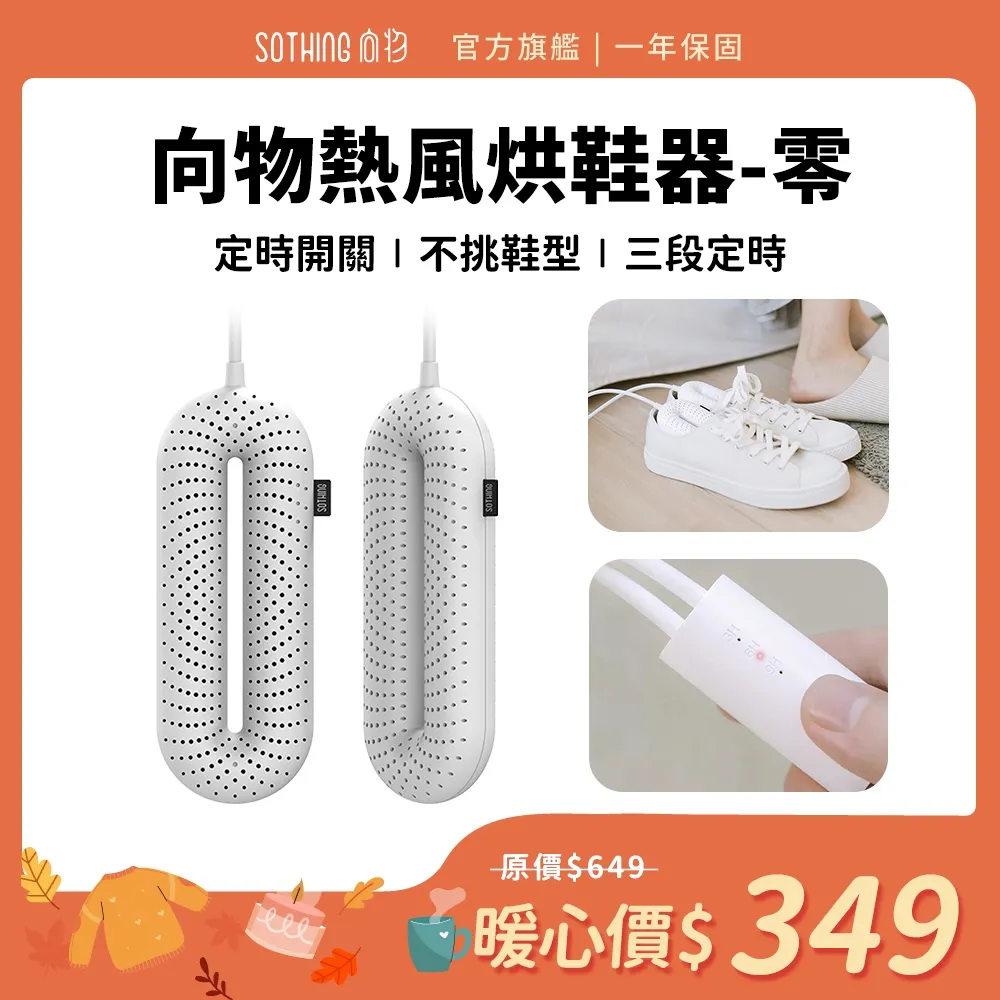 SOTHING 向物 官方旗艦 | 一年保固
向物熱風烘鞋器-零
定時開關 | 不挑鞋型 | 三段定時
SOTHING
SOTHING
原價$649
暖心價$349